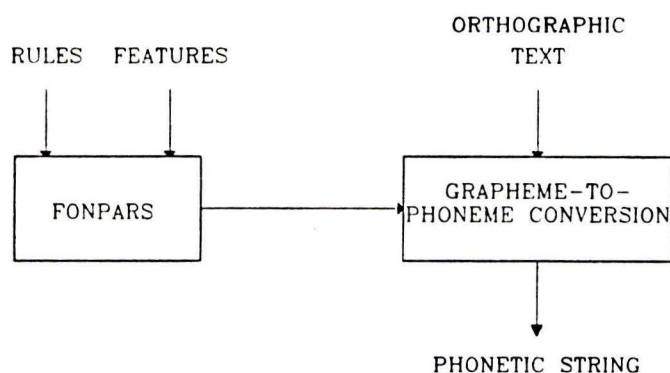 ORTHOGRAPHIC
RULES FEATURES TEXT
FONPARS
GRAPHEME-TO-
PHONEME CONVERSION
PHONETIC STRING